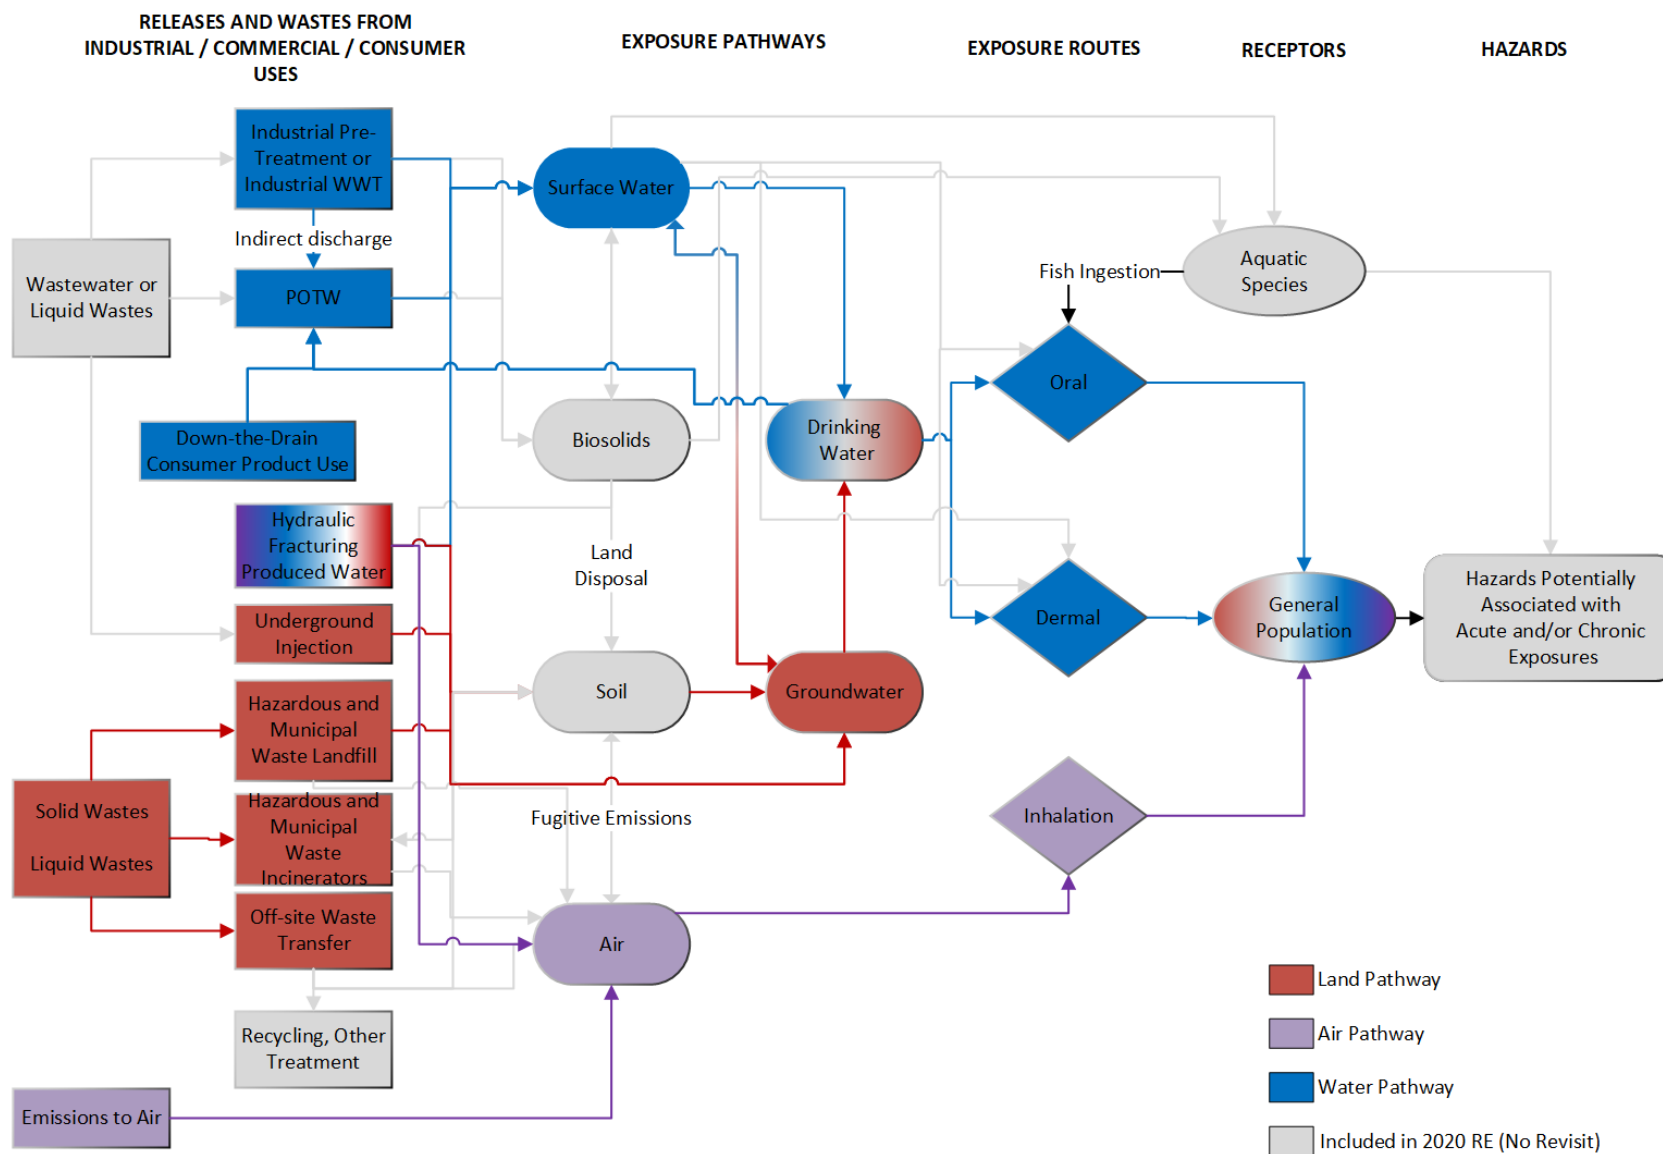 RELEASES AND WASTES FROM
INDUSTRIAL / COMMERCIAL / CONSUMER
USES
EXPOSURE PATHWAYS
EXPOSURE ROUTES
RECEPTORS
HAZARDS
Industrial Pre-
Treatment or
Industrial WWT
Surface Water
Indirect discharge
Wastewater or
Liquid Wastes
POTW
Fish Ingestion
Aquatic
Species
Oral
Down-the-Drain
Consumer Product Use
Biosolids
Drinking
Water
Hydraulic
Fracturing
Produced Water
Land
Disposal
Underground
Injection
Dermal
General
Population
Hazards Potentially
Associated with
Acute and/or Chronic
Exposures
Hazardous and
Municipal
Waste Landfill
Soil
Groundwater
Solid Wastes
Liquid Wastes
Hazardous and
Municipal
Waste
Incinerators
Fugitive Emissions
Inhalation
Off-site Waste
Transfer
Air
Recycling, Other
Treatment
Emissions to Air
Land Pathway
Air Pathway
Water Pathway
Included in 2020 RE (No Revisit)